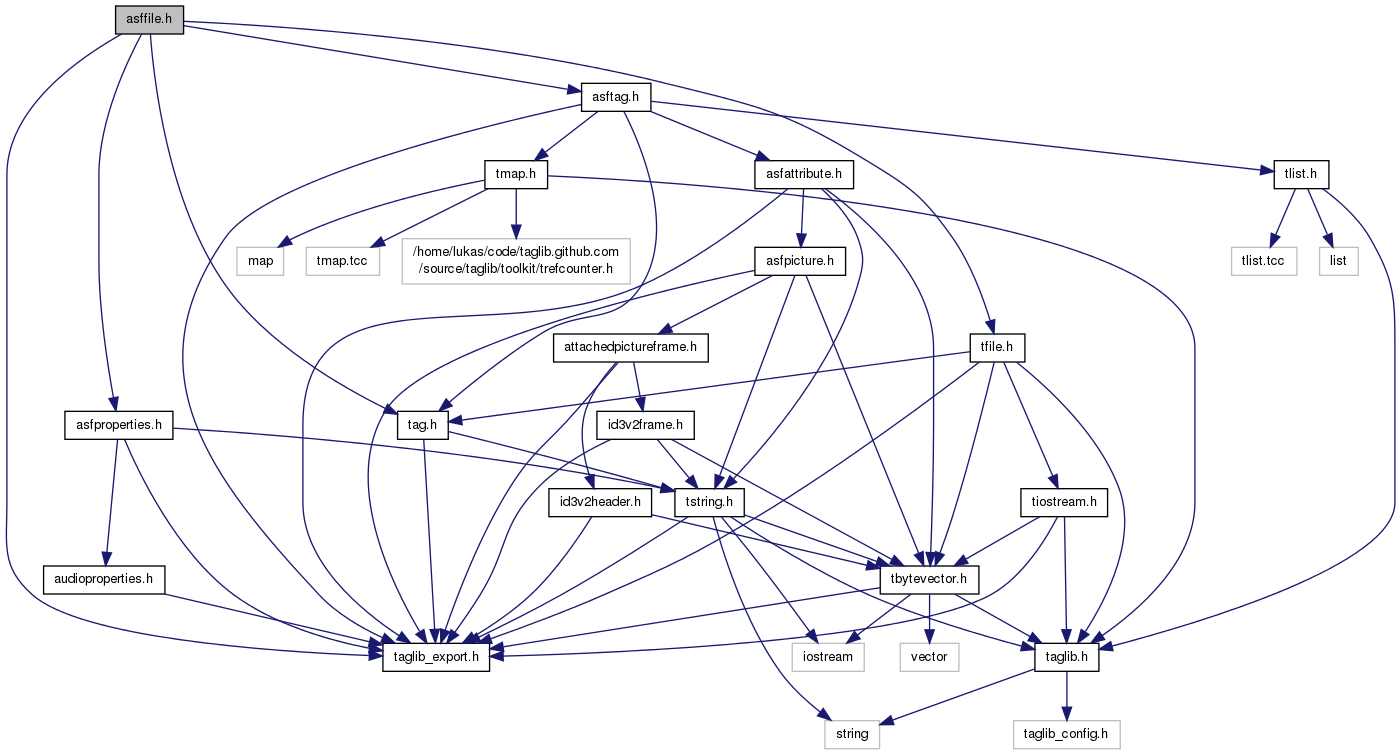 asffile.h
asftag.h
tmap.h
asfattribute.h
tlist.h
map
tmap.tcc
/home/lukas/code/taglib.github.com
/source/taglib/toolkit/trefcounter.h
asfpicture.h
tlist.tcc
list
attachedpictureframe.h
tfile.h
asfproperties.h
tag.h
id3v2frame.h
id3v2header.h
tstring.h
tiostream.h
audioproperties.h
tbytevector.h
taglib_export.h
iostream
vector
taglib.h
string
taglib_config.h